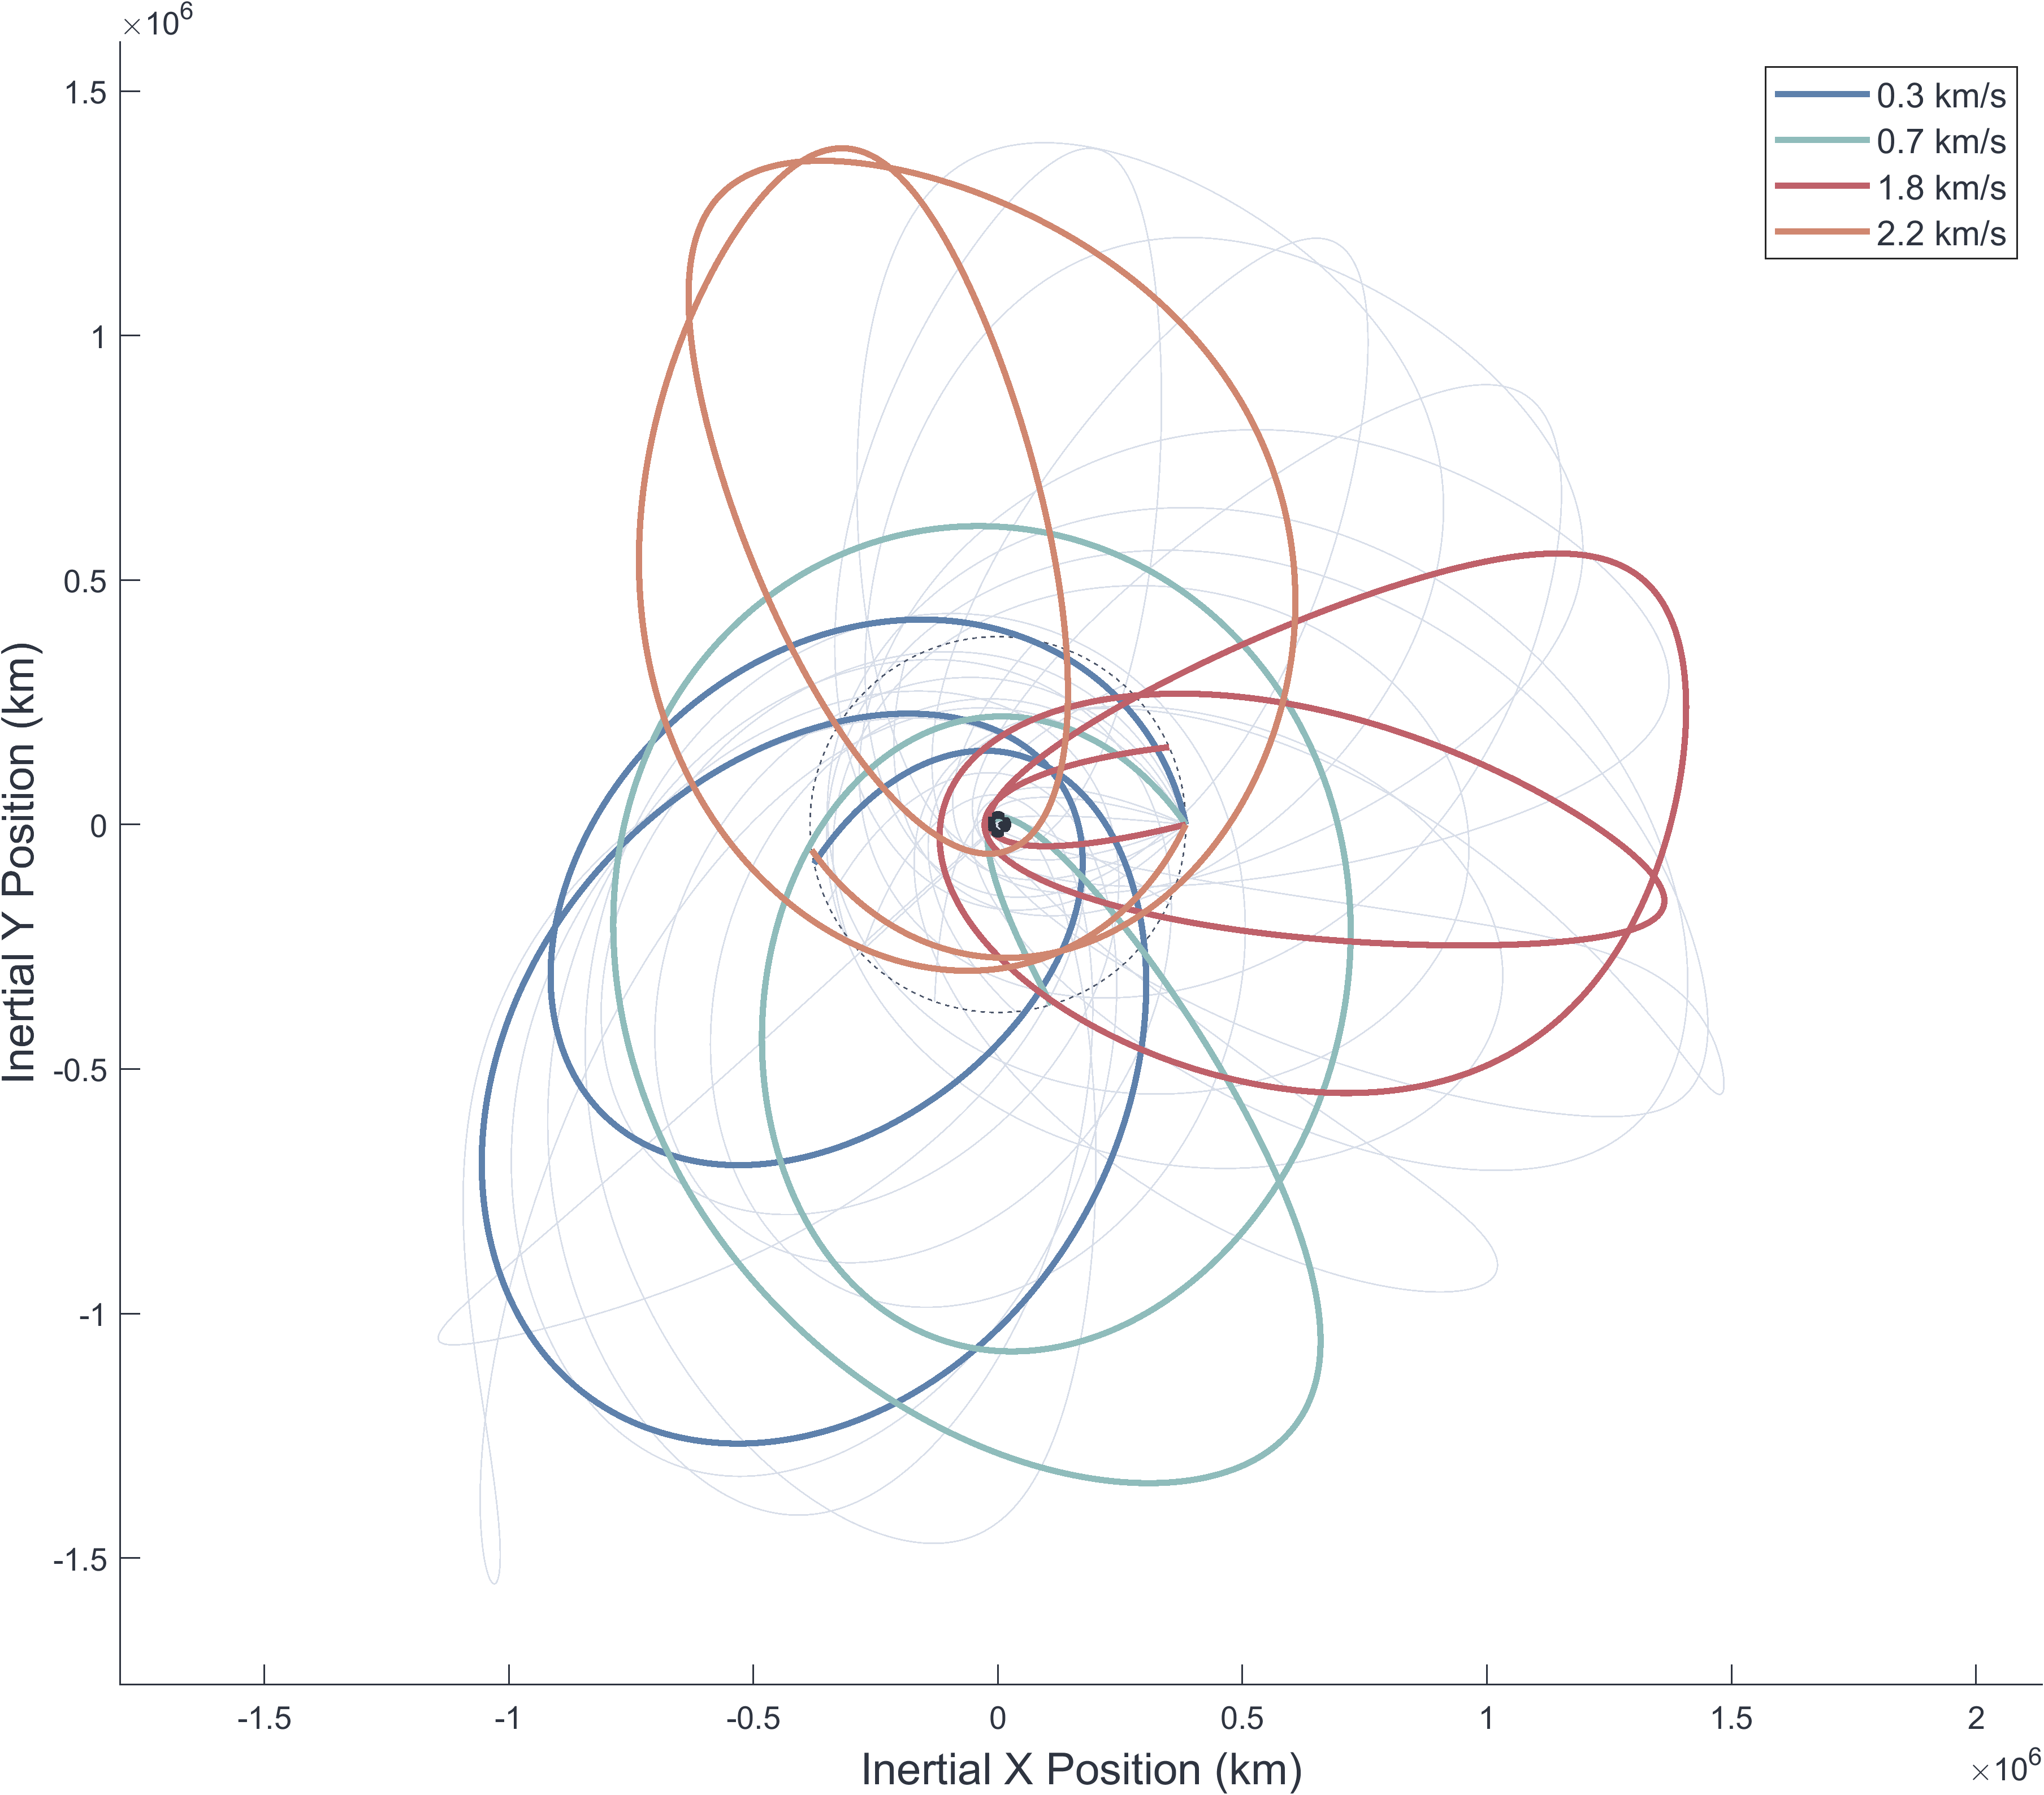 ×10⁶
1.5
1
0.5
0
-0.5
-1
-1.5
Inertial Y Position (km)
0.3 km/s
0.7 km/s
1.8 km/s
2.2 km/s
-1.5 -1 -0.5 0 0.5 1 1.5 2
Inertial X Position (km)
×10⁶